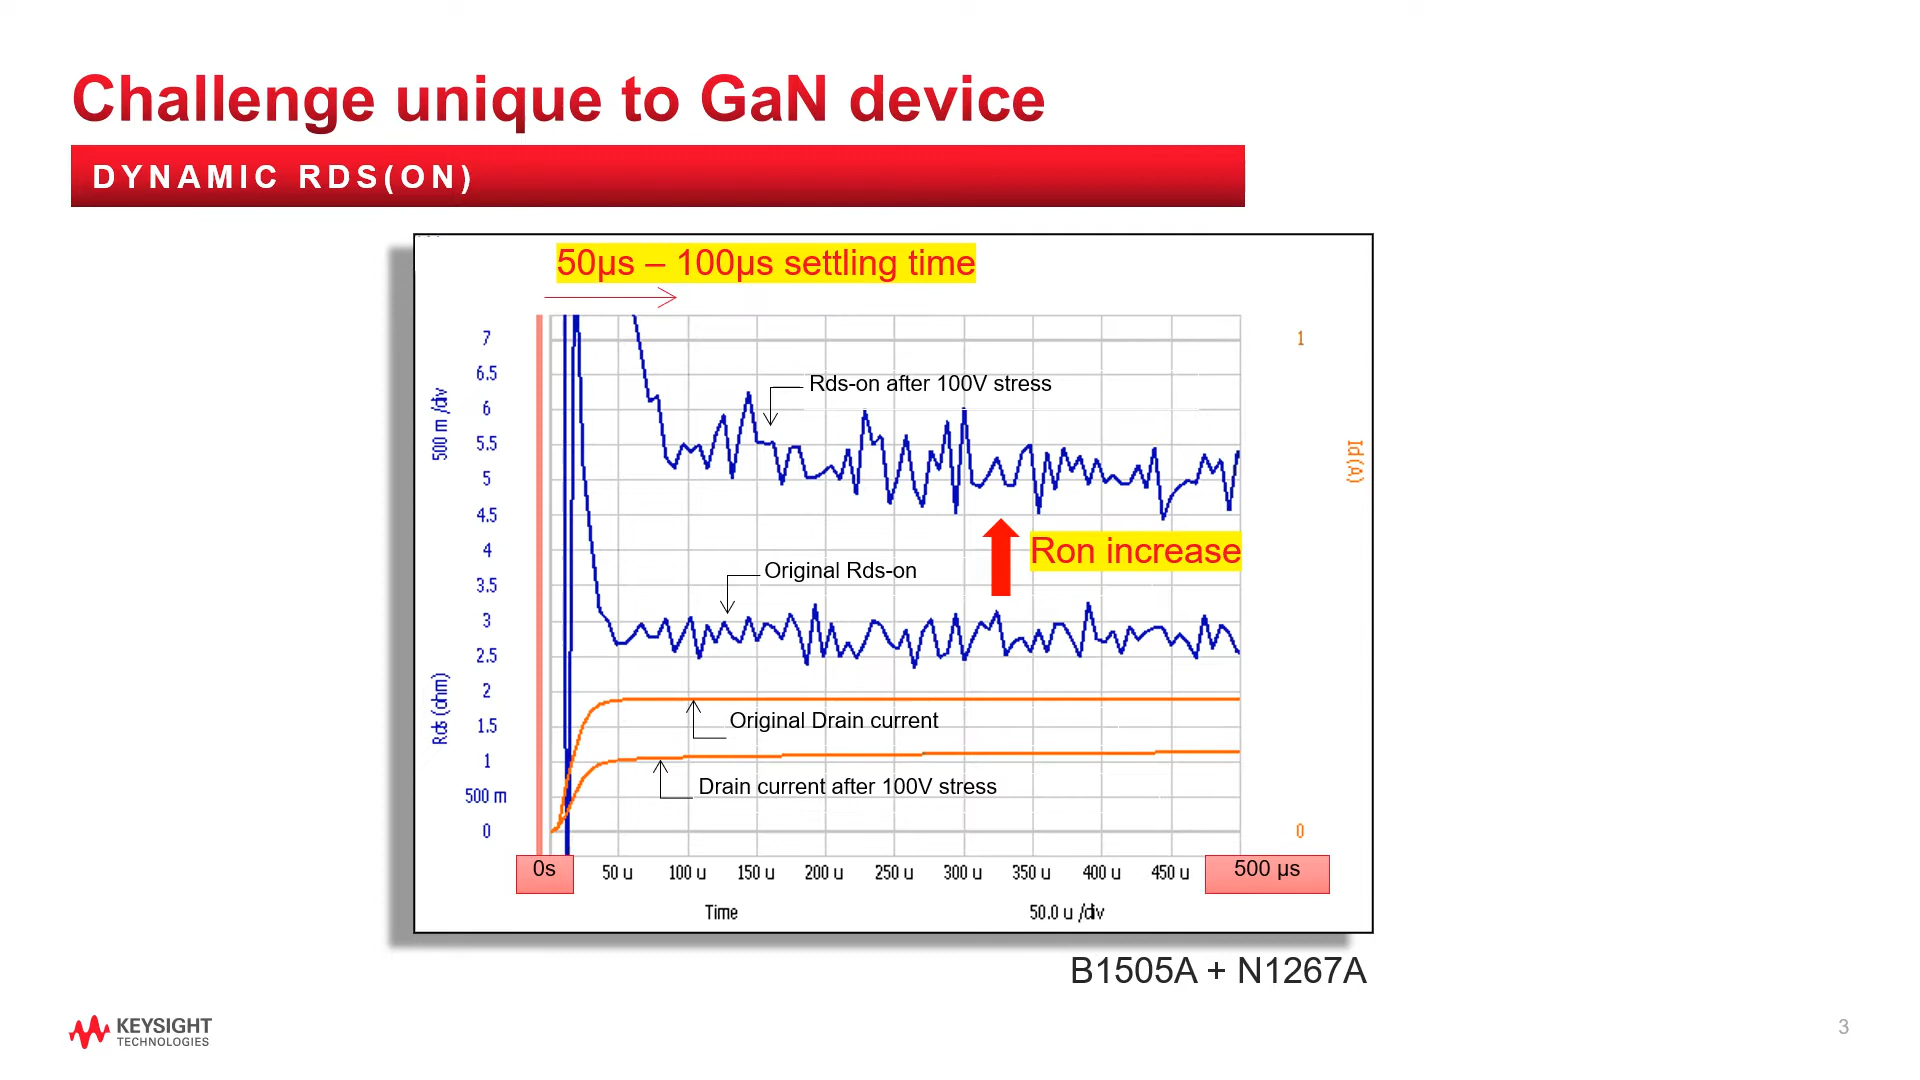 Challenge unique to GaN device
DYNAMIC RDS(ON)
50µs – 100µs settling time
7
6.5
6
5.5
5
4.5
4
3.5
3
2.5
2
1.5
1
500 m
0
500 m /div
Rds (ohm)
1
0
Id (A)
Rds-on after 100V stress
Ron increase
Original Rds-on
Original Drain current
Drain current after 100V stress
0s
50 u
100 u
150 u
200 u
250 u
300 u
350 u
400 u
450 u
500 µs
Time
50.0 u /div
B1505A + N1267A
KEYSIGHT
TECHNOLOGIES
3